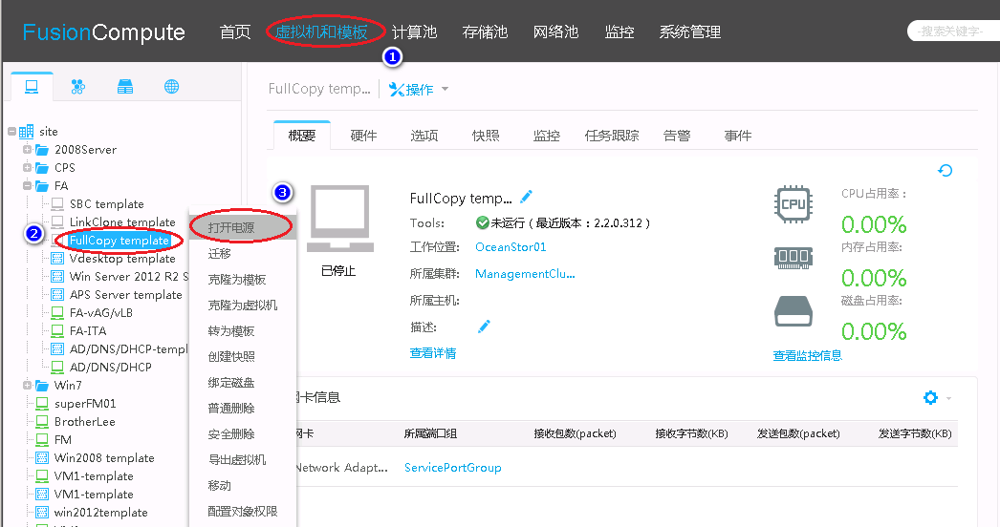 FusionCompute 首页 虚拟机和模板 计算池 存储池 网络池 监控 系统管理 -搜索关键字-
1
FullCopy temp... 操作
site
概要 硬件 选项 快照 监控 任务跟踪 告警 事件
2008Server
CPS
FA
SBC template
LinkClone template
2
FullCopy template
Vdesktop template
Win Server 2012 R2 S
APS Server template
FA-vAG/vLB
FA-ITA
AD/DNS/DHCP-templ
AD/DNS/DHCP
Win7
superFM01
BrotherLee
FM
Win2008 template
VM1-template
VM1-template
win2012template
3
打开电源
迁移
克隆为模板
克隆为虚拟机
转为模板
创建快照
绑定磁盘
普通删除
安全删除
导出虚拟机
移动
配置对象权限
已停止
FullCopy temp...
Tools: 未运行（最近版本：2.2.0.312）
工作位置: OceanStor01
所属集群: ManagementClu...
所属主机:
描述:
查看详情
CPU
CPU占用率：
0.00%
内存占用率:
0.00%
磁盘占用率:
0.00%
查看监控信息
卡信息
卡 所属端口组 接收包数(packet) 接收字节数(KB) 发送包数(packet) 发送字节数(KB)
Network Adapt... ServicePortGroup